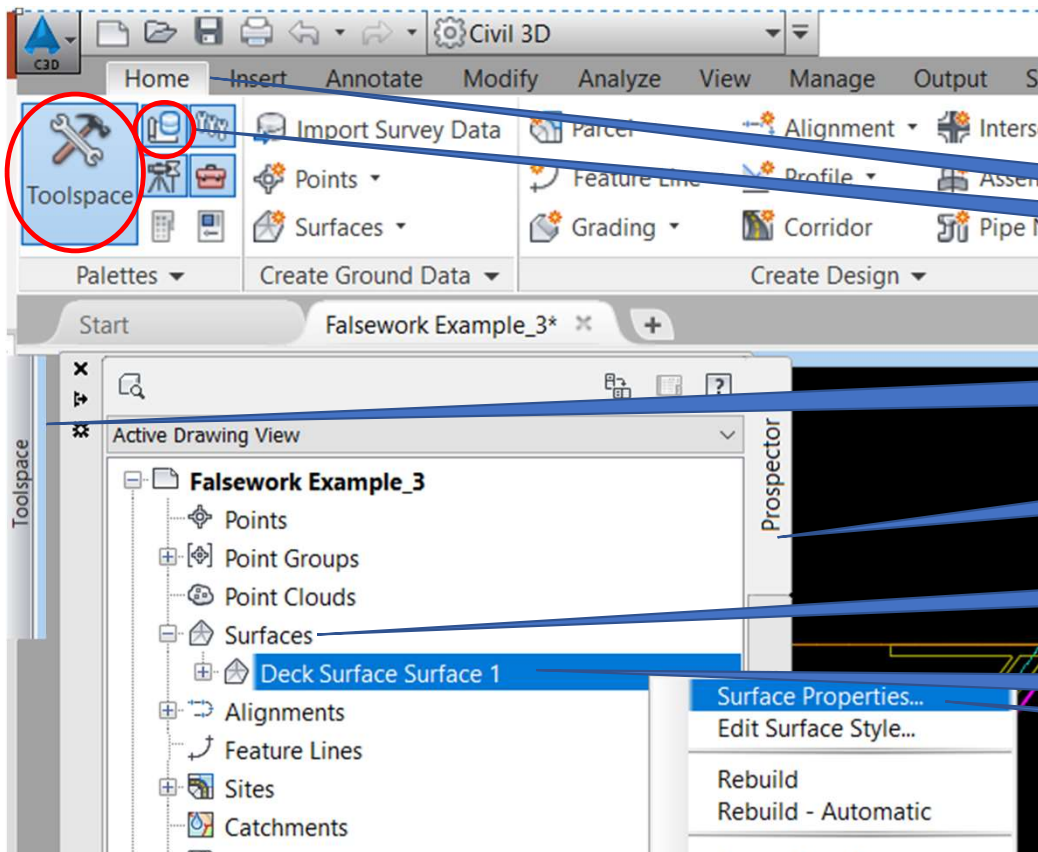 Civil 3D
C3D
Home Insert Annotate Modify Analyze View Manage Output S
Import Survey Data Parcel Alignment Inters
Toolspace Points Feature Line Profile Assem
Surfaces Grading Corridor Pipe N
Palettes Create Ground Data Create Design
Start Falsework Example_3* +
?
Active Drawing View
Toolspace
Prospector
Falsework Example_3
Points
Point Groups
Point Clouds
Surfaces
Deck Surface Surface 1
Surface Properties...
Alignments
Edit Surface Style...
Feature Lines
Sites
Rebuild
Rebuild - Automatic
Catchments